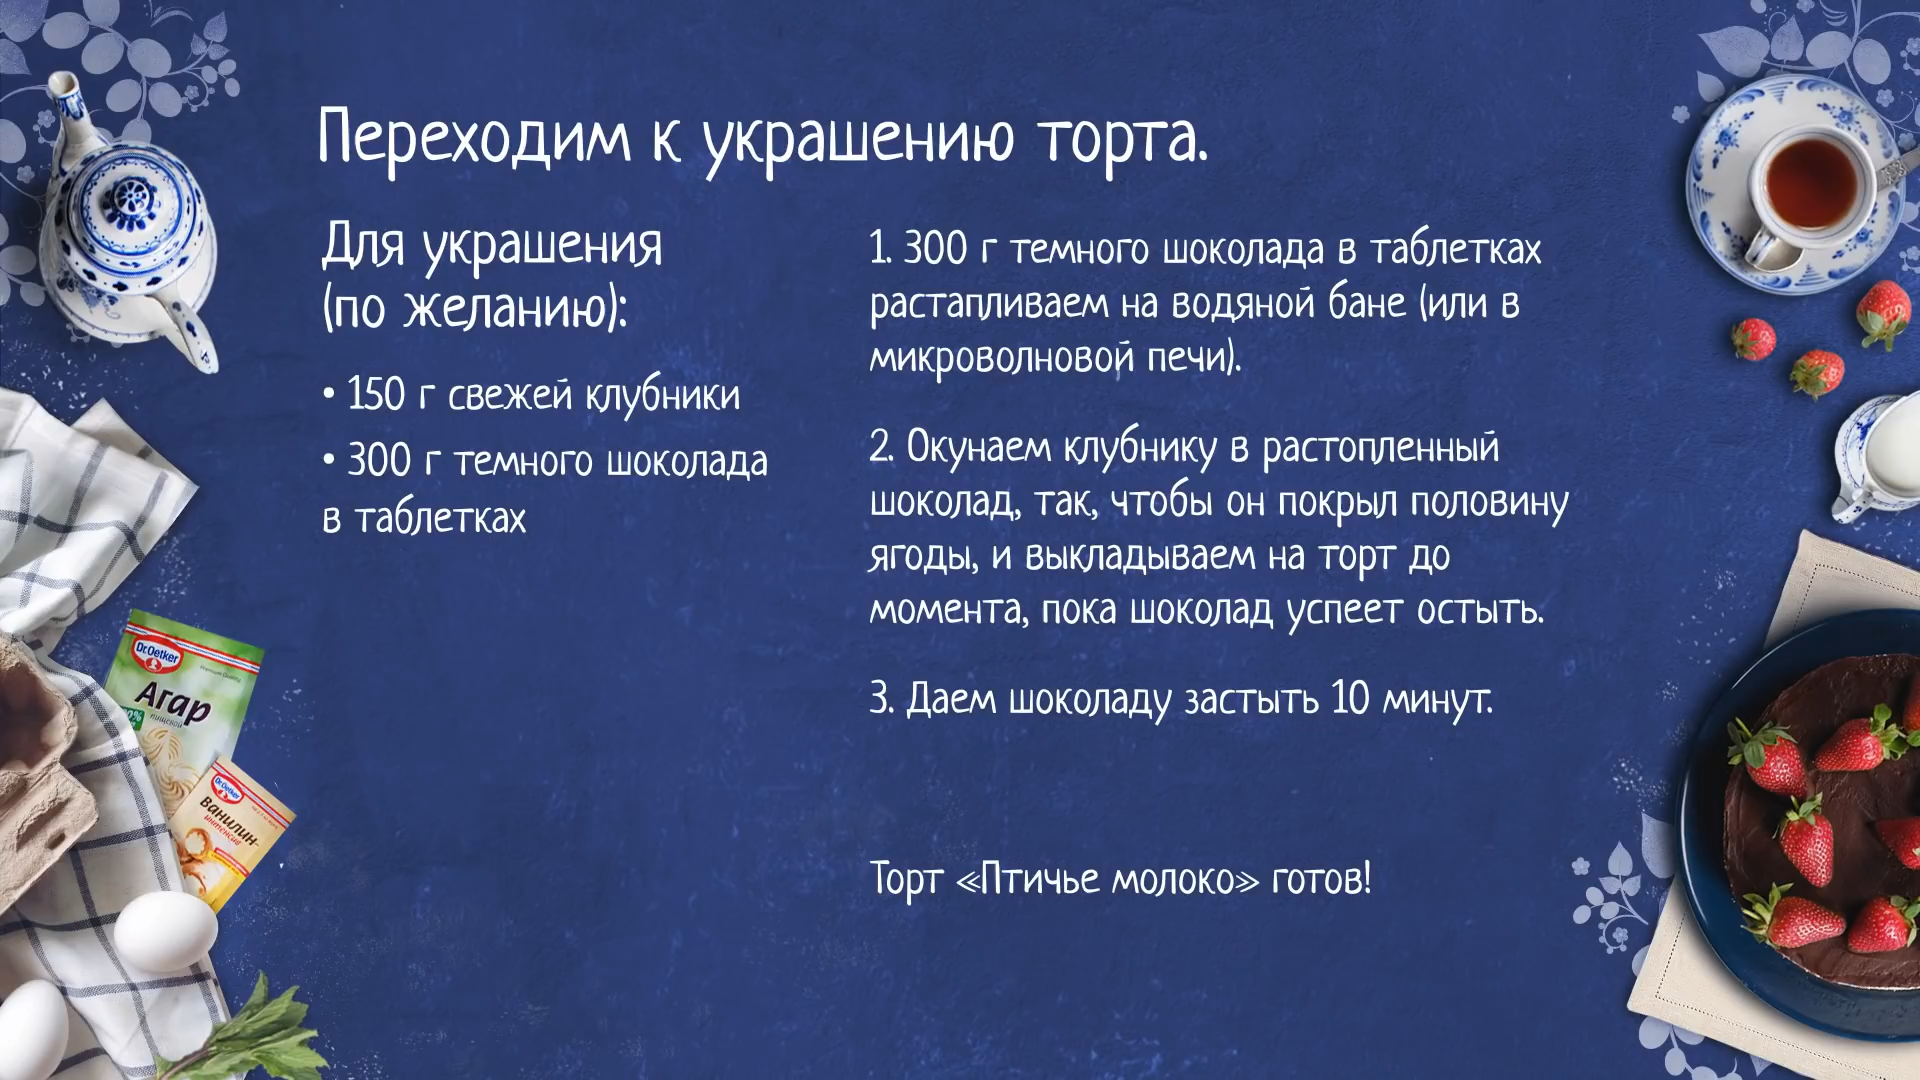 Переходим к украшению торта.
Для украшения
(по желанию):
• 150 г свежей клубники
• 300 г темного шоколада
в таблетках
1. 300 г темного шоколада в таблетках
растапливаем на водяной бане (или в
микроволновой печи).
2. Окунаем клубнику в растопленный
шоколад, так, чтобы он покрыл половину
ягоды, и выкладываем на торт до
момента, пока шоколад успеет остыть.
3. Даем шоколаду застыть 10 минут.
Торт «Птичье молоко» готов!
Dr.Oetker
Агар
пищевой
Dr.Oetker
Ванилин-
интенсив